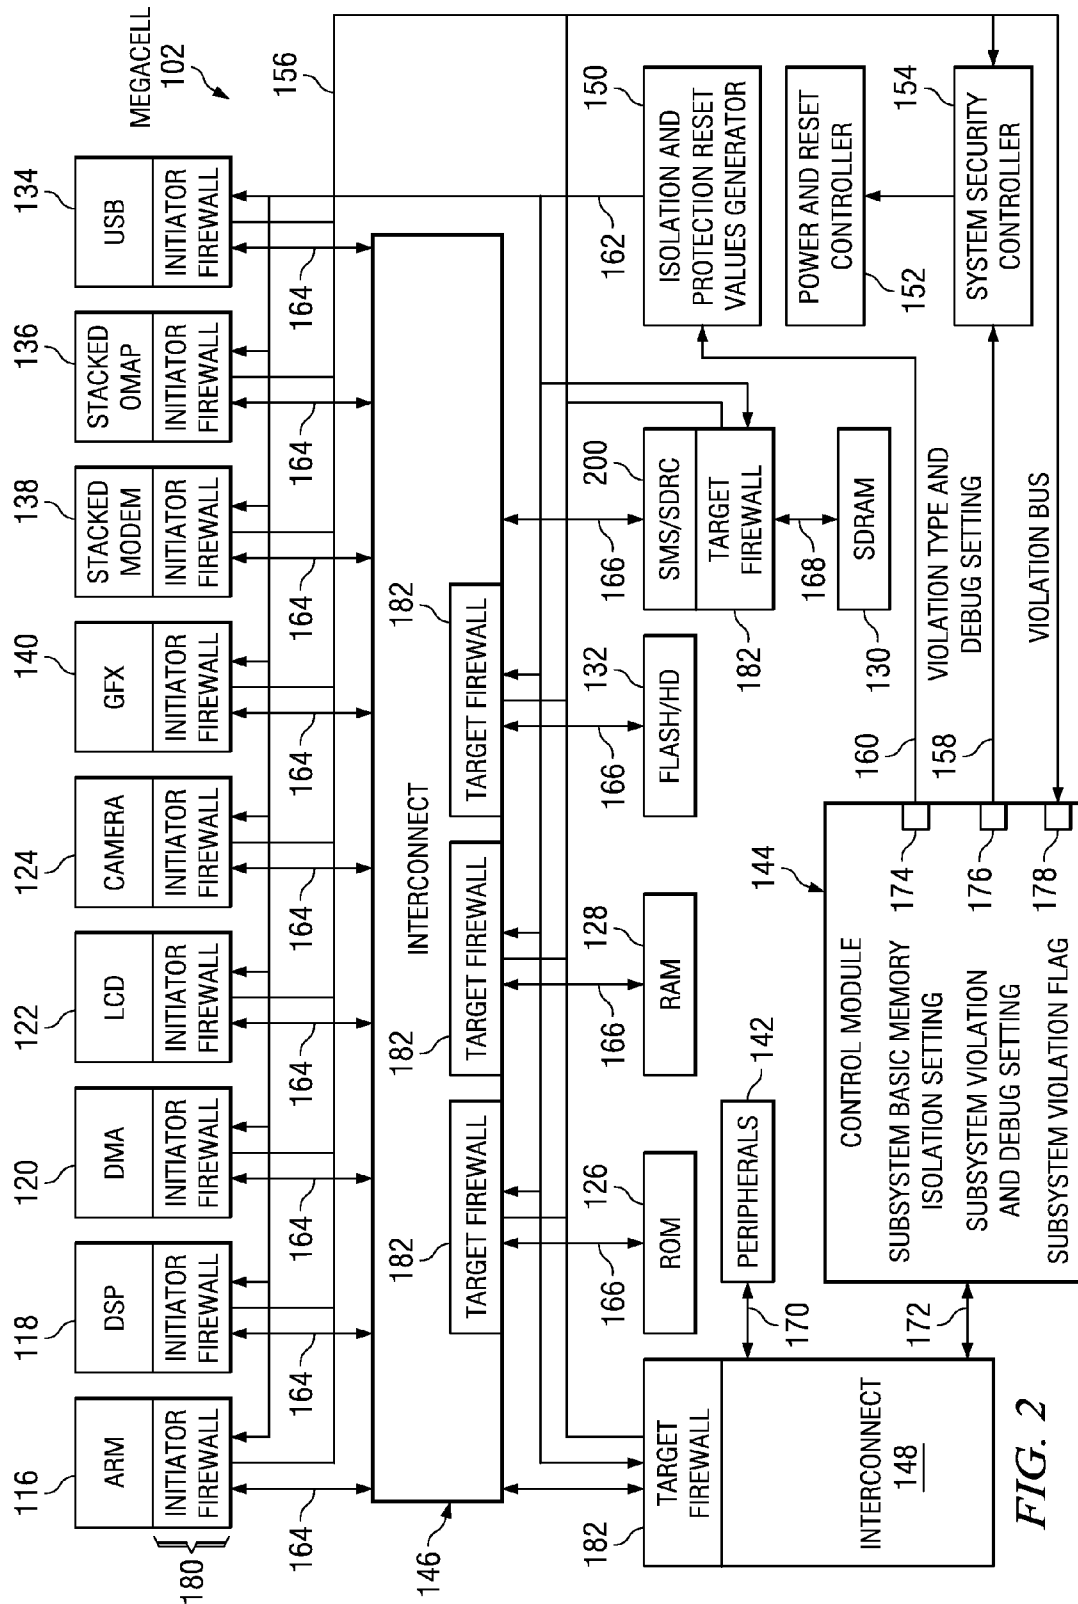 MEGACELL
102
116
118
120
122
124
140
138
136
134
ARM
INITIATOR
FIREWALL
DSP
INITIATOR
FIREWALL
DMA
INITIATOR
FIREWALL
LCD
INITIATOR
FIREWALL
CAMERA
INITIATOR
FIREWALL
GFX
INITIATOR
FIREWALL
STACKED
MODEM
INITIATOR
FIREWALL
STACKED
OMAP
INITIATOR
FIREWALL
USB
INITIATOR
FIREWALL
180
156
164
164
164
164
164
164
164
164
164
146
INTERCONNECT
182
TARGET FIREWALL
182
TARGET FIREWALL
182
TARGET FIREWALL
162
166
166
166
166
182
TARGET
FIREWALL
INTERCONNECT
148
126
ROM
128
RAM
132
FLASH/HD
200
SMS/SDRC
TARGET
FIREWALL
182
168
SDRAM
130
150
ISOLATION AND
PROTECTION RESET
VALUES GENERATOR
POWER AND RESET
CONTROLLER
152
154
SYSTEM SECURITY
CONTROLLER
142
PERIPHERALS
170
172
144
CONTROL MODULE
SUBSYSTEM BASIC MEMORY
ISOLATION SETTING
174
SUBSYSTEM VIOLATION
AND DEBUG SETTING
176
SUBSYSTEM VIOLATION FLAG
178
160
158
VIOLATION TYPE AND
DEBUG SETTING
VIOLATION BUS
FIG. 2